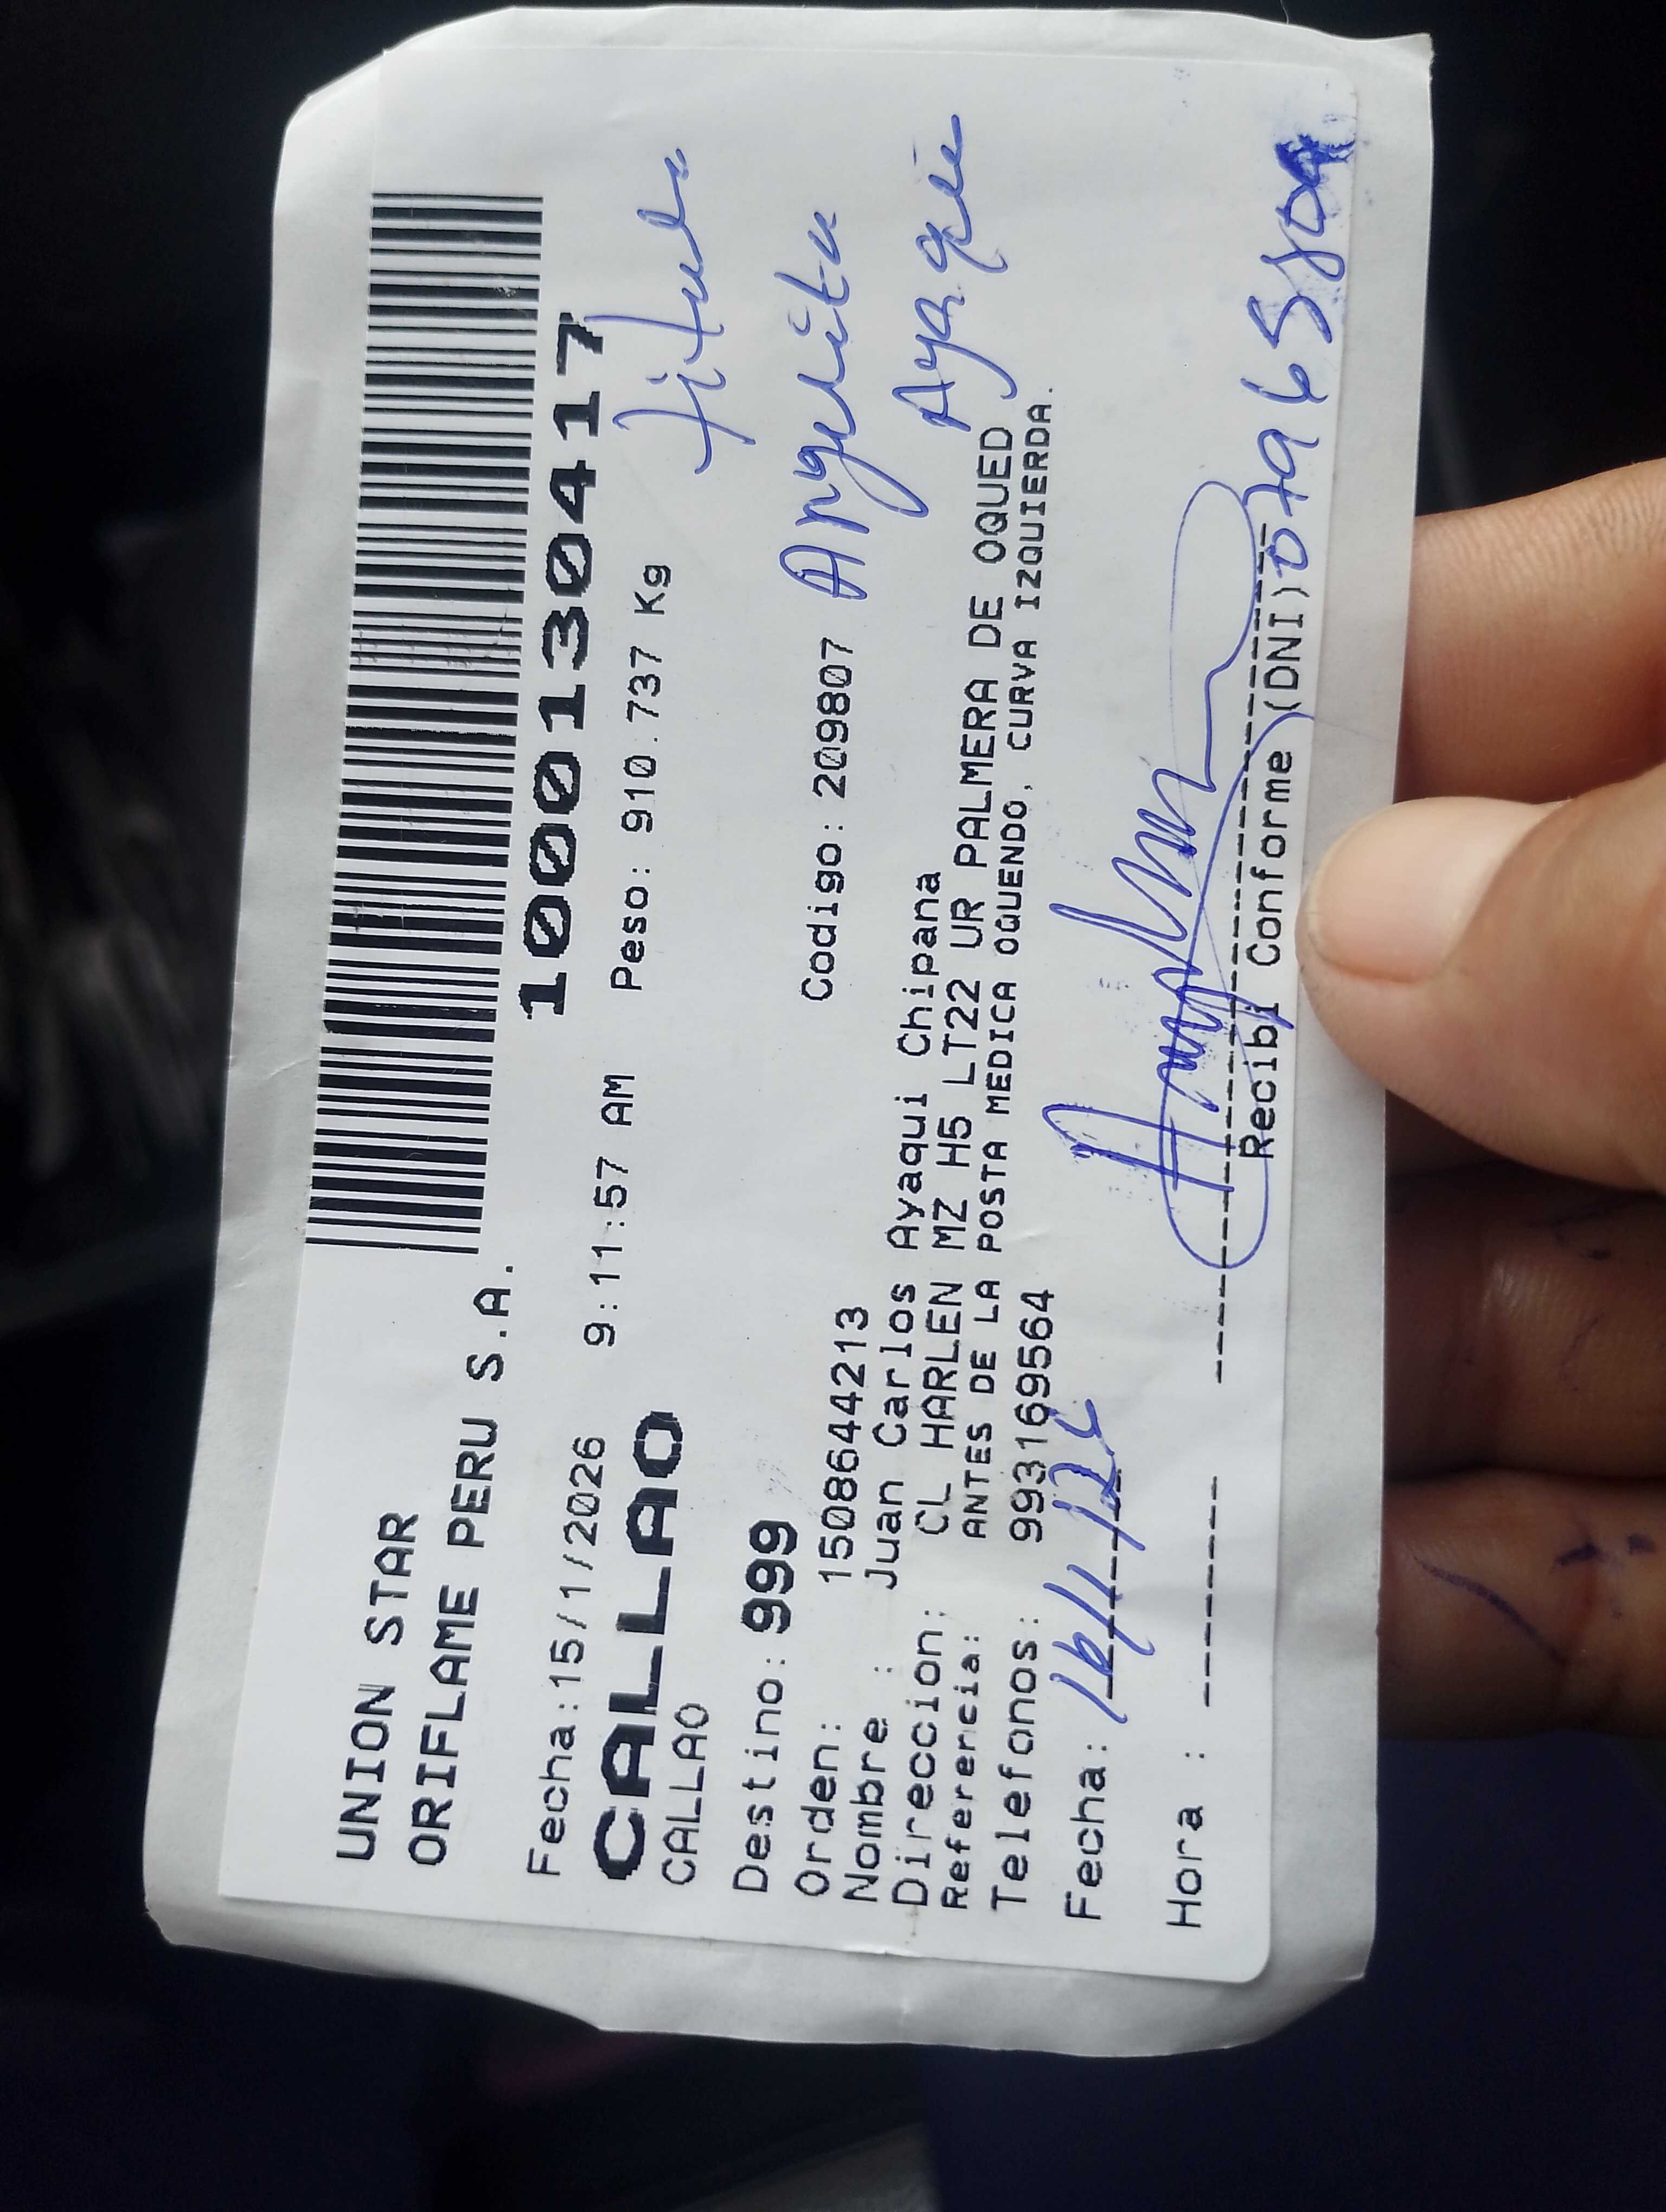 UNION STAR
ORIFLAME PERU S.A.
10001304417
Fecha:15/1/2026 9:11:57 AM Peso: 910.737 Kg
CALLAO
CALLAO
Destino: 999
Orden: 1508644213 Codigo: 209807
Angelita
Nombre : Juan Carlos Ayaqui Chipana
Ayaqui
Direccion: CL HARLEN MZ H5 LT22 UR PALMERA DE OQUED
Referencia: ANTES DE LA POSTA MEDICA OQUENDO, CURVA IZQUIERDA.
Telefonos: 993169564
Fecha:
Hora :
Recibi Conforme (DNI)